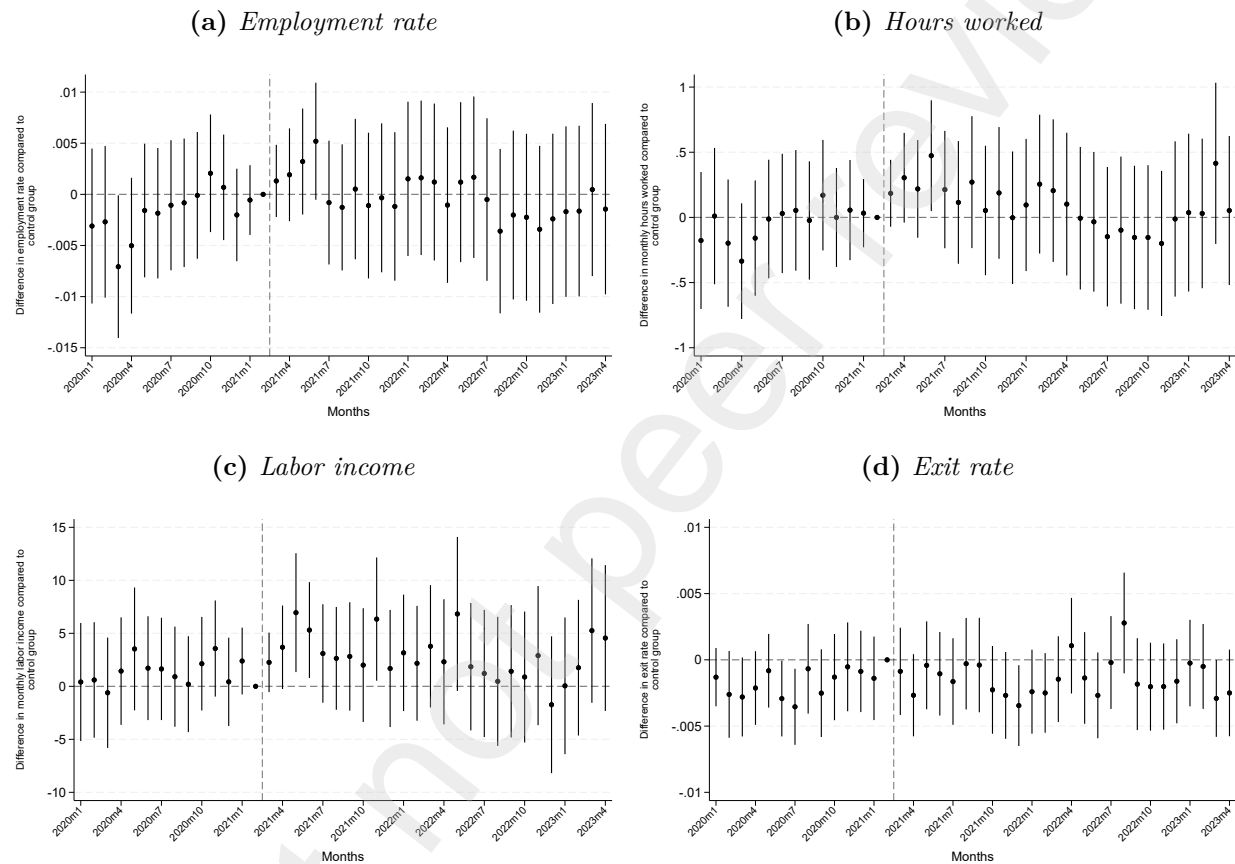 (a) Employment rate
(b) Hours worked
Difference in employment rate compared to
control group
.01
.005
0
-.005
-.01
-.015
2020m1
2020m4
2020m7
2020m10
2021m1
2021m4
2021m7
2021m10
2022m1
2022m4
2022m7
2022m10
2023m1
2023m4
Months
Difference in monthly hours worked compared to
control group
1
.5
0
-.5
-1
2020m1
2020m4
2020m7
2020m10
2021m1
2021m4
2021m7
2021m10
2022m1
2022m4
2022m7
2022m10
2023m1
2023m4
Months
(c) Labor income
(d) Exit rate
Difference in monthly labor income compared to
control group
15
10
5
0
-5
-10
2020m1
2020m4
2020m7
2020m10
2021m1
2021m4
2021m7
2021m10
2022m1
2022m4
2022m7
2022m10
2023m1
2023m4
Months
Difference in exit rate compared to
control group
.01
.005
0
-.005
-.01
2020m1
2020m4
2020m7
2020m10
2021m1
2021m4
2021m7
2021m10
2022m1
2022m4
2022m7
2022m10
2023m1
2023m4
Months
not peer review